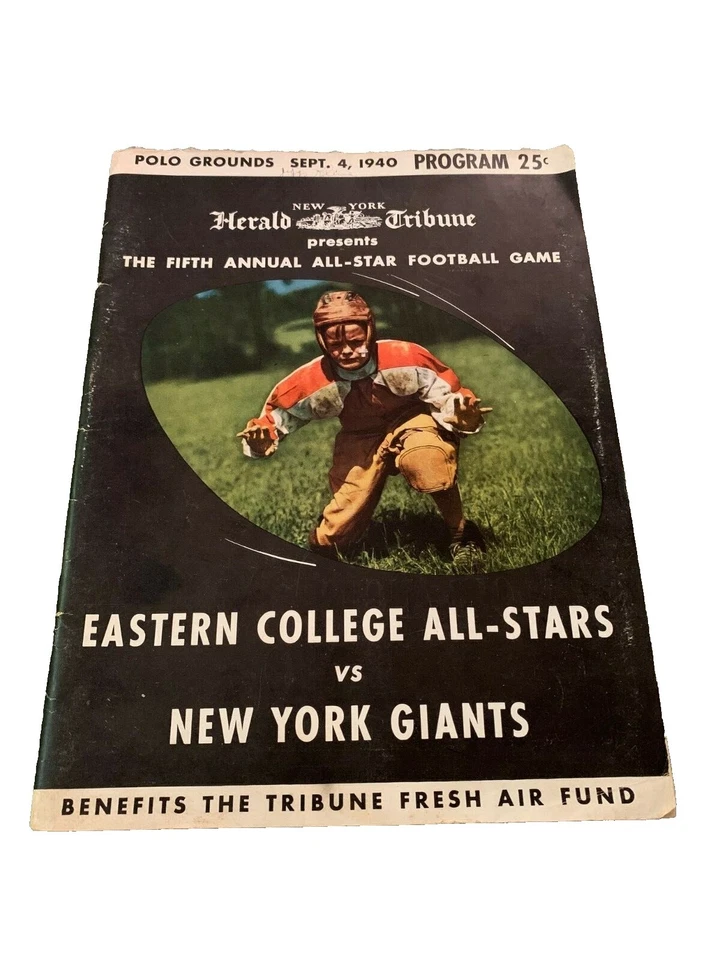 POLO GROUNDS SEPT. 4, 1940 PROGRAM 25c
NEW YORK
Herald Tribune
presents
THE FIFTH ANNUAL ALL-STAR FOOTBALL GAME
EASTERN COLLEGE ALL-STARS
VS
NEW YORK GIANTS
BENEFITS THE TRIBUNE FRESH AIR FUND